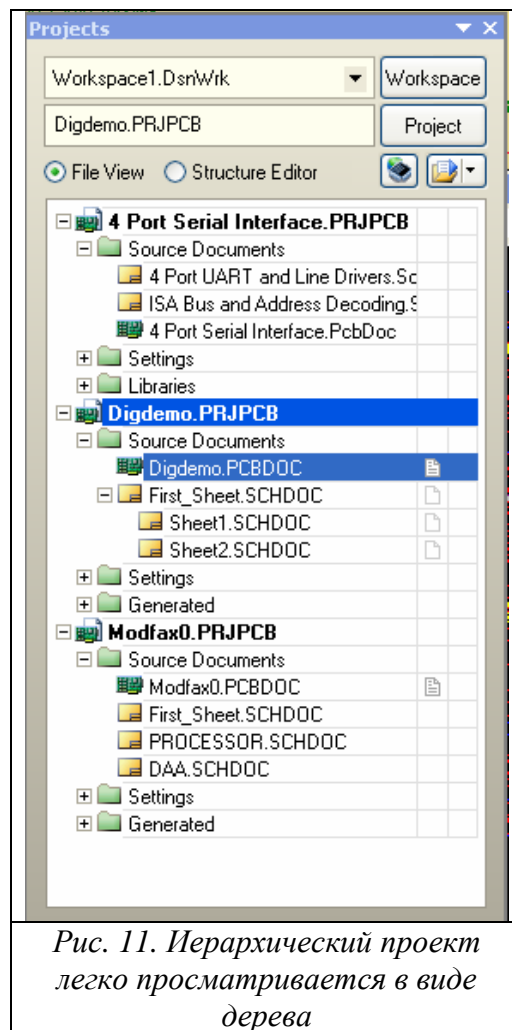 Projects
Workspace1.DsnWrk
Workspace
Digdemo.PRJPCB
Project
File View
Structure Editor
4 Port Serial Interface.PRJPCB
Source Documents
4 Port UART and Line Drivers.Sc
ISA Bus and Address Decoding.S
4 Port Serial Interface.PcbDoc
Settings
Libraries
Digdemo.PRJPCB
Source Documents
Digdemo.PCBDOC
First_Sheet.SCHDOC
Sheet1.SCHDOC
Sheet2.SCHDOC
Settings
Generated
Modfax0.PRJPCB
Source Documents
Modfax0.PCBDOC
First_Sheet.SCHDOC
PROCESSOR.SCHDOC
DAA.SCHDOC
Settings
Generated
Рис. 11. Иерархический проект
легко просматривается в виде
дерева